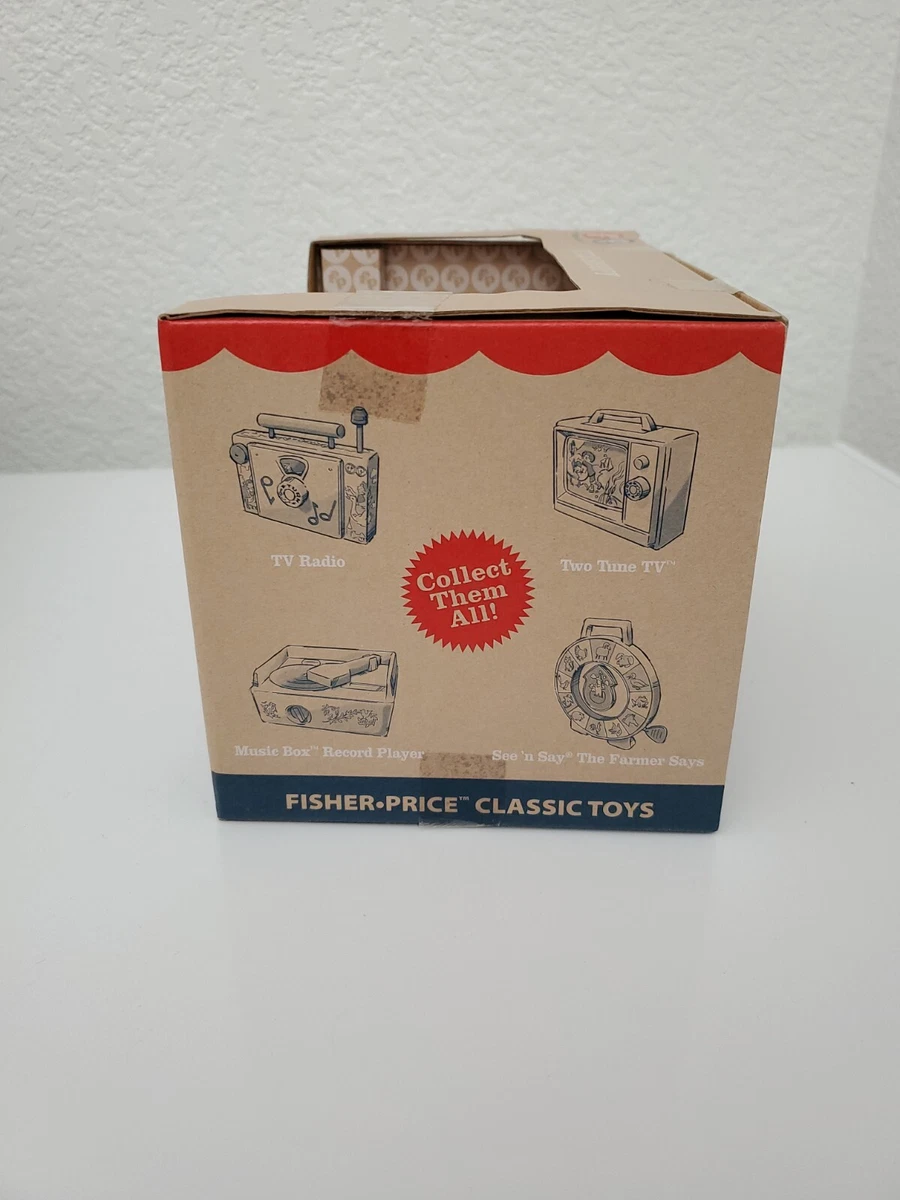 TV Radio
Two Tune TV™
Collect
Them
All!
Music Box™ Record Player
See 'n Say® The Farmer Says
FISHER•PRICE™ CLASSIC TOYS